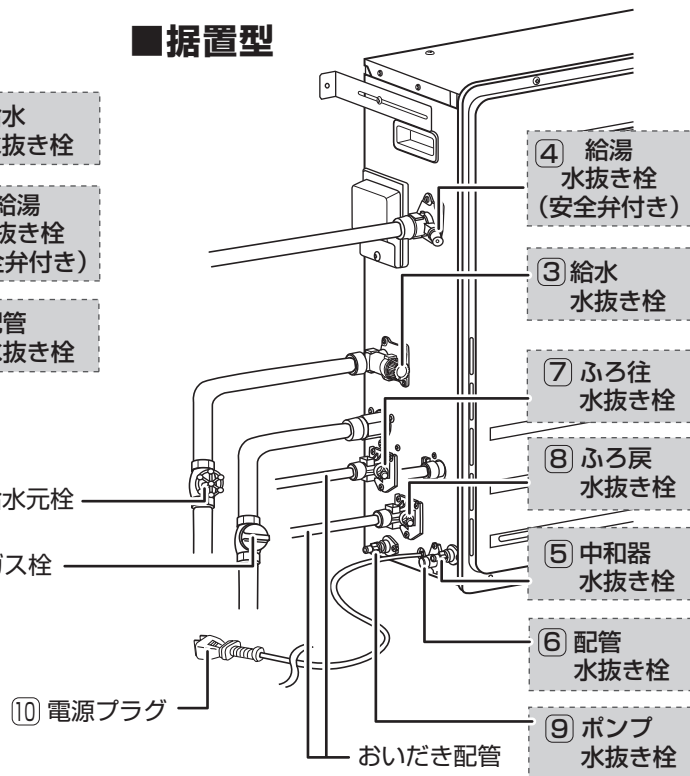 ■据置型
水
抜き栓
給湯
抜き栓
弁付き）
管
抜き栓
④ 給湯
水抜き栓
（安全弁付き）
③ 給水
水抜き栓
⑦ ふろ往
水抜き栓
⑧ ふろ戻
水抜き栓
⑤ 中和器
水抜き栓
⑥ 配管
水抜き栓
⑨ ポンプ
水抜き栓
水元栓
ス栓
⑩ 電源プラグ
おいだき配管